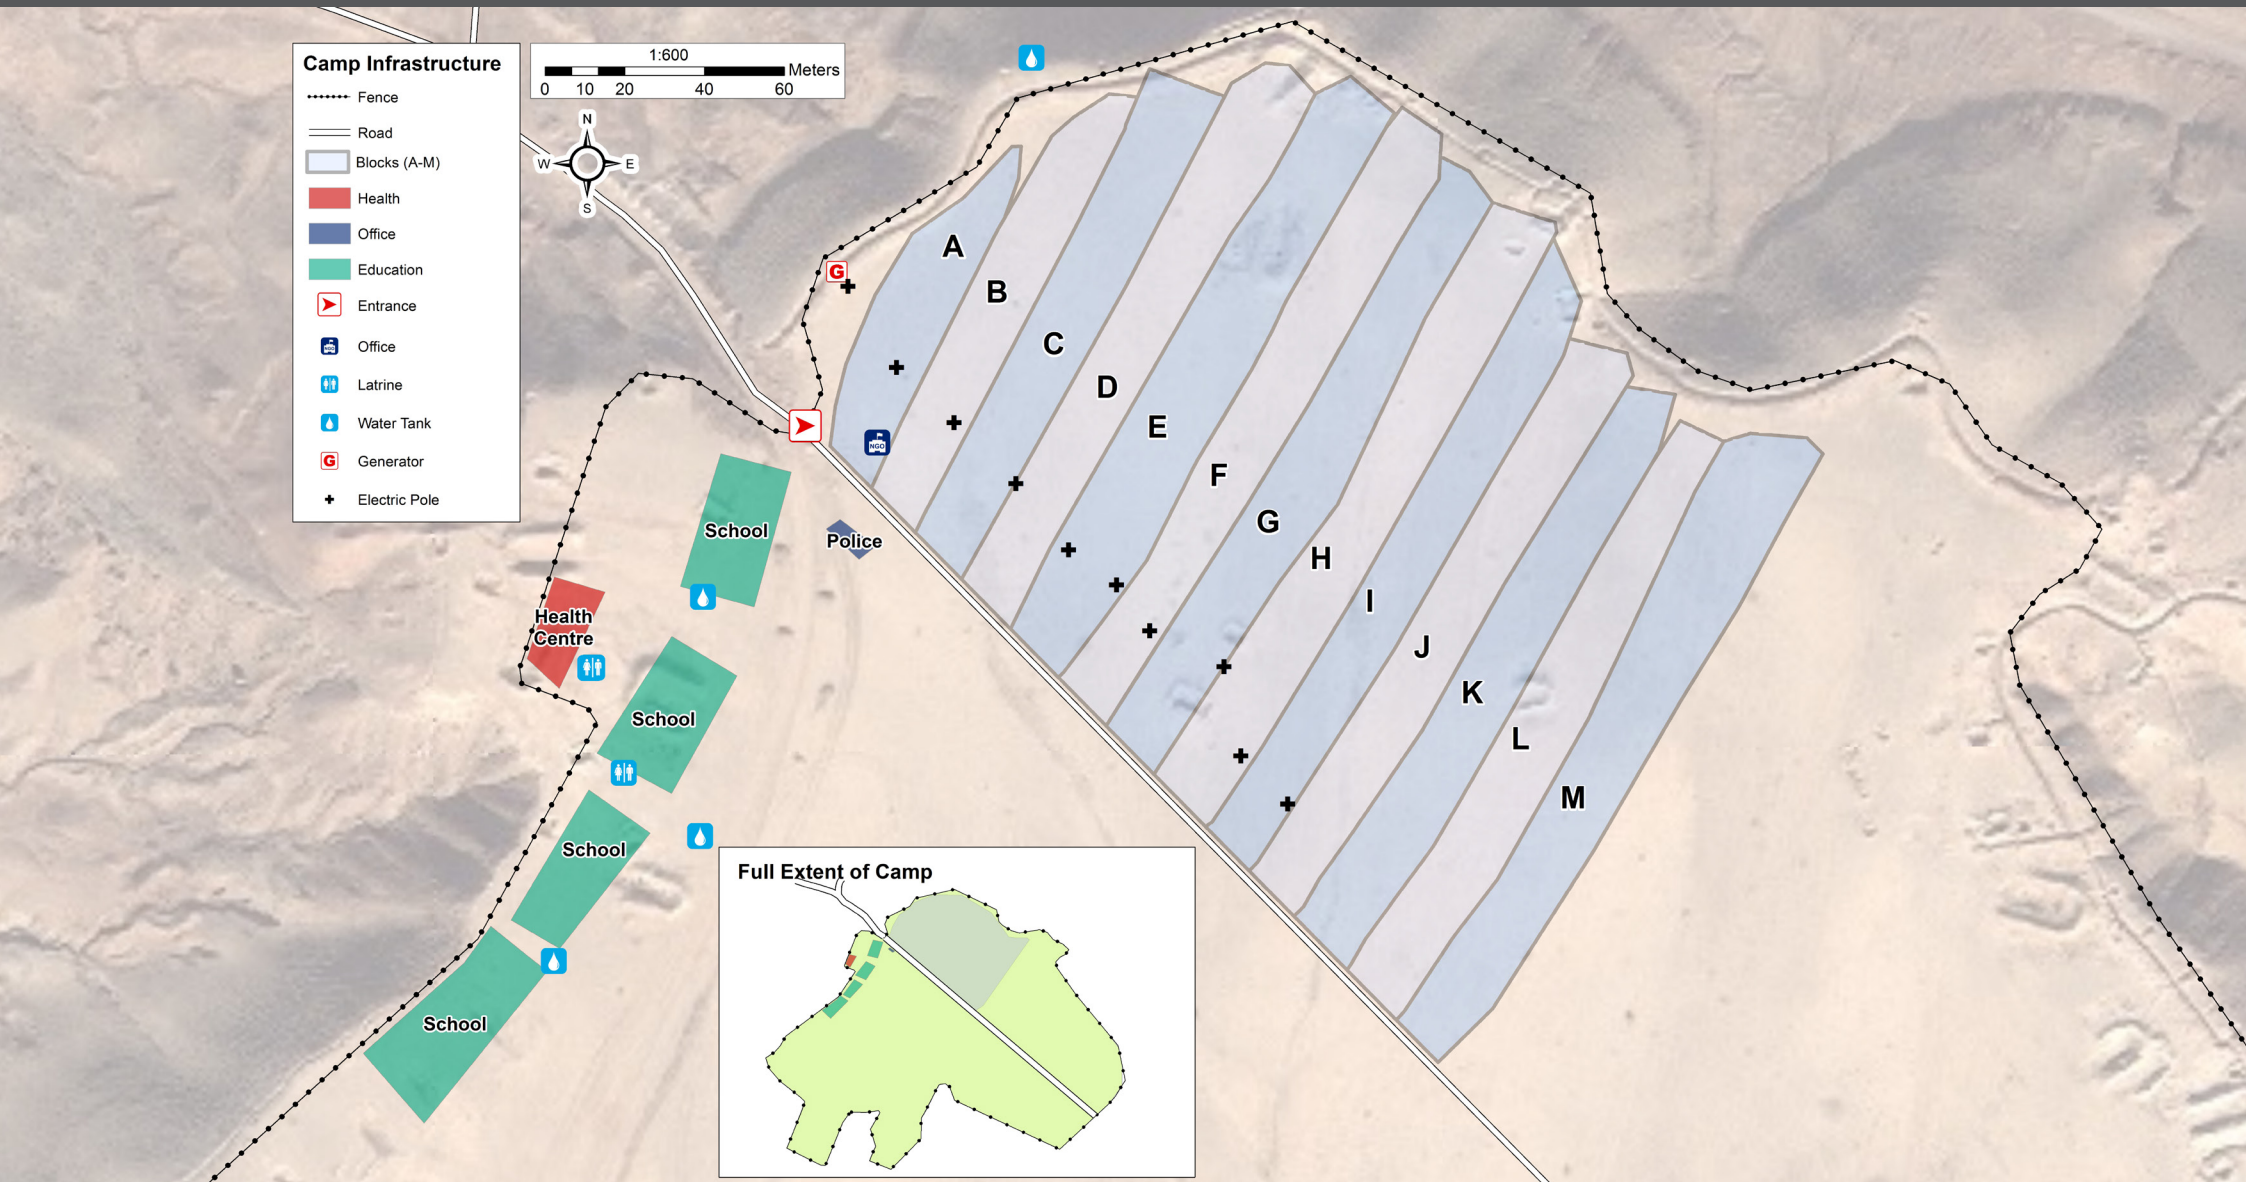 Camp Infrastructure
Fence
Road
Blocks (A-M)
Health
Office
Education
Entrance
NGO
Office
Latrine
Water Tank
G
Generator
Electric Pole
1:600
Meters
0 10 20 40 60
N
W E
S
G
A
B
C
D
E
F
G
H
I
J
K
L
M
NGO
School
Police
Health
Centre
School
School
School
Full Extent of Camp